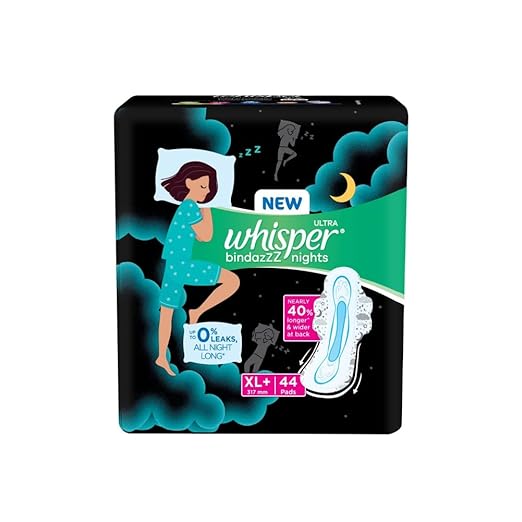 zZZ
NEW
ULTRA
whisper®
bindazZZ nights
NEARLY
40%
longer*
& wider
at back
UP TO 0%
LEAKS,
ALL NIGHT
LONG*
XL+
317 mm
44
Pads